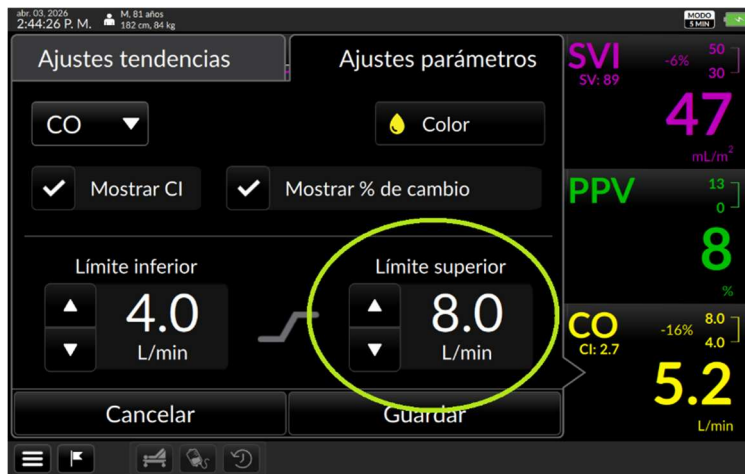 abr. 03, 2026
2:44:26 P. M.
M, 81 años
182 cm, 84 kg
MODO
5 MIN
Ajustes tendencias
Ajustes parámetros
CO
Color
Mostrar CI
Mostrar % de cambio
Límite inferior
4.0
L/min
Límite superior
8.0
L/min
Cancelar
Guardar
SVI
SV: 89
-6%
50
30
47
mL/m²
PPV
13
0
8
%
CO
CI: 2.7
-16%
8.0
4.0
5.2
L/min